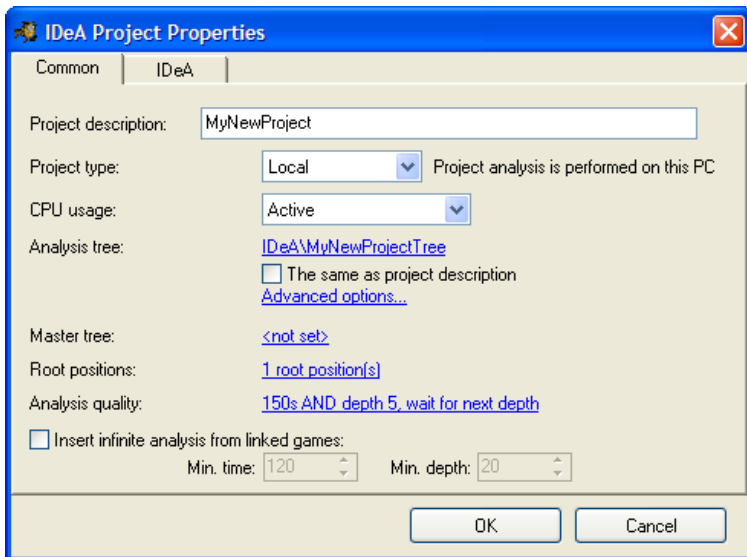 IDeA Project Properties
Common IDeA
Project description: MyNewProject
Project type: Local Project analysis is performed on this PC
CPU usage: Active
Analysis tree: IDeA\MyNewProjectTree
The same as project description
Advanced options...
Master tree: <not set>
Root positions: 1 root position(s)
Analysis quality: 150s AND depth 5, wait for next depth
Insert infinite analysis from linked games:
Min. time: 120 Min. depth: 20
OK Cancel